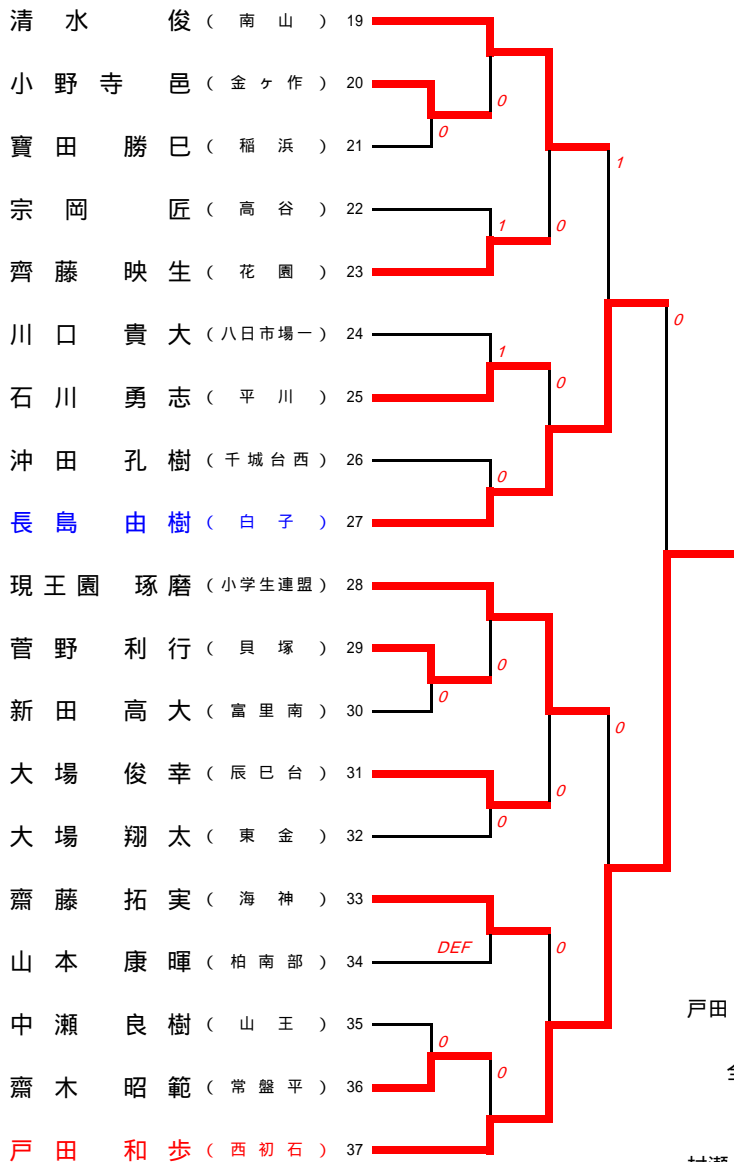 清水 俊 (南山) 19
小野寺 邑 (金ヶ作) 20
0
0
寶田 勝巳 (稲浜) 21
1
宗岡 匠 (高谷) 22
1
0
齊藤 映生 (花園) 23
0
川口 貴大 (八日市場一) 24
1
0
石川 勇志 (平川) 25
沖田 孔樹 (千城台西) 26
0
長島 由樹 (白子) 27
現王園 琢磨 (小学生連盟) 28
菅野 利行 (貝塚) 29
0
0
新田 高大 (富里南) 30
0
大場 俊幸 (辰巳台) 31
0
0
大場 翔太 (東金) 32
齋藤 拓実 (海神) 33
DEF
0
山本 康暉 (柏南部) 34
戸田
中瀬 良樹 (山王) 35
0
0
齋木 昭範 (常盤平) 36
戸田 和歩 (西初石) 37